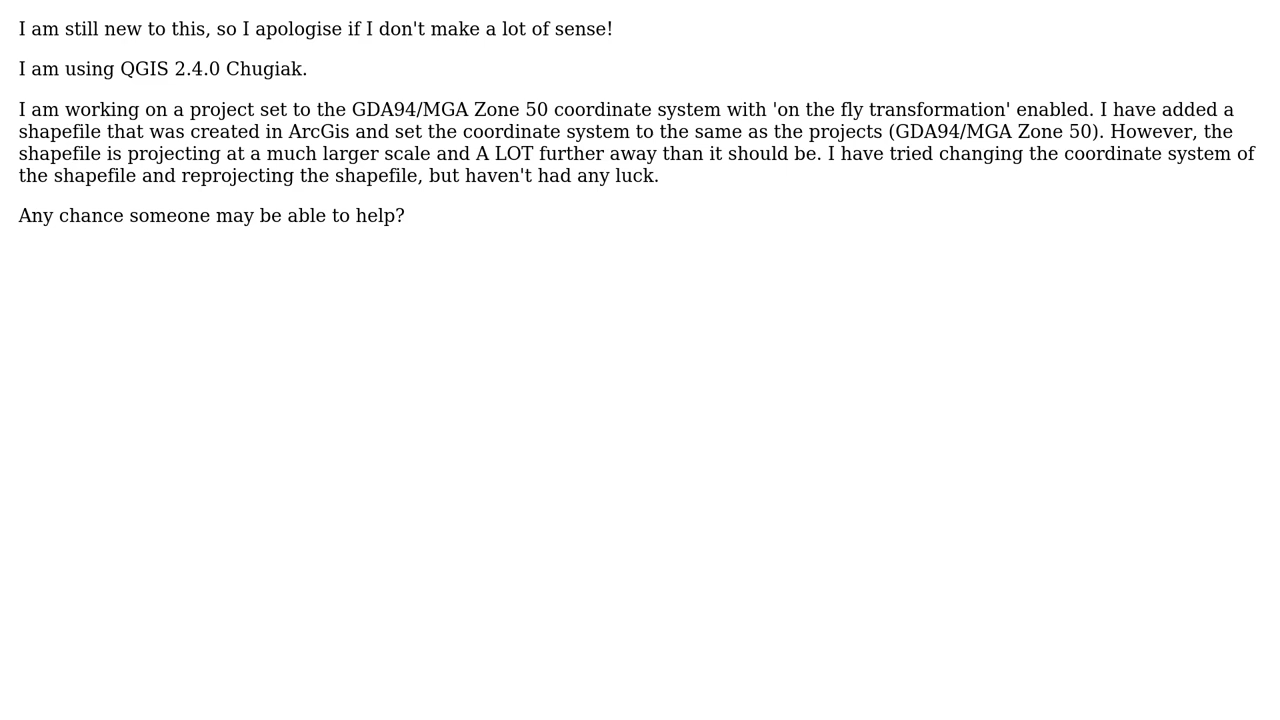 I am still new to this, so I apologise if I don't make a lot of sense!
I am using QGIS 2.4.0 Chugiak.
I am working on a project set to the GDA94/MGA Zone 50 coordinate system with 'on the fly transformation' enabled. I have added a
shapefile that was created in ArcGis and set the coordinate system to the same as the projects (GDA94/MGA Zone 50). However, the
shapefile is projecting at a much larger scale and A LOT further away than it should be. I have tried changing the coordinate system of
the shapefile and reprojecting the shapefile, but haven't had any luck.
Any chance someone may be able to help?